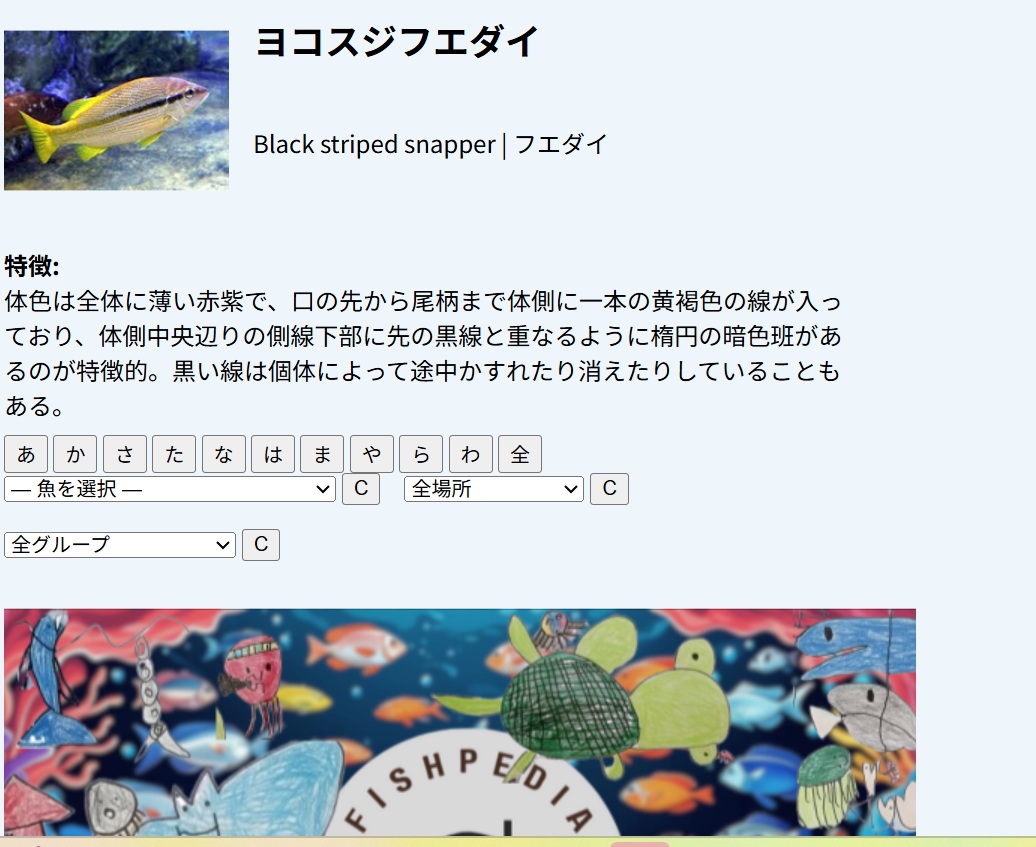 ヨコスジフエダイ
Black striped snapper | フエダイ
特徴:
体色は全体に薄い赤紫で、口の先から尾柄まで体側に一本の黄褐色の線が入っ
ており、体側中央辺りの側線下部に先の黒線と重なるように楕円の暗色班があ
るのが特徴的。黒い線は個体によって途中かすれたり消えたりしていることも
ある。
あ か さ た な は ま や ら わ 全
— 魚を選択 — C 全場所 C
全グループ C
FISHPEDIA